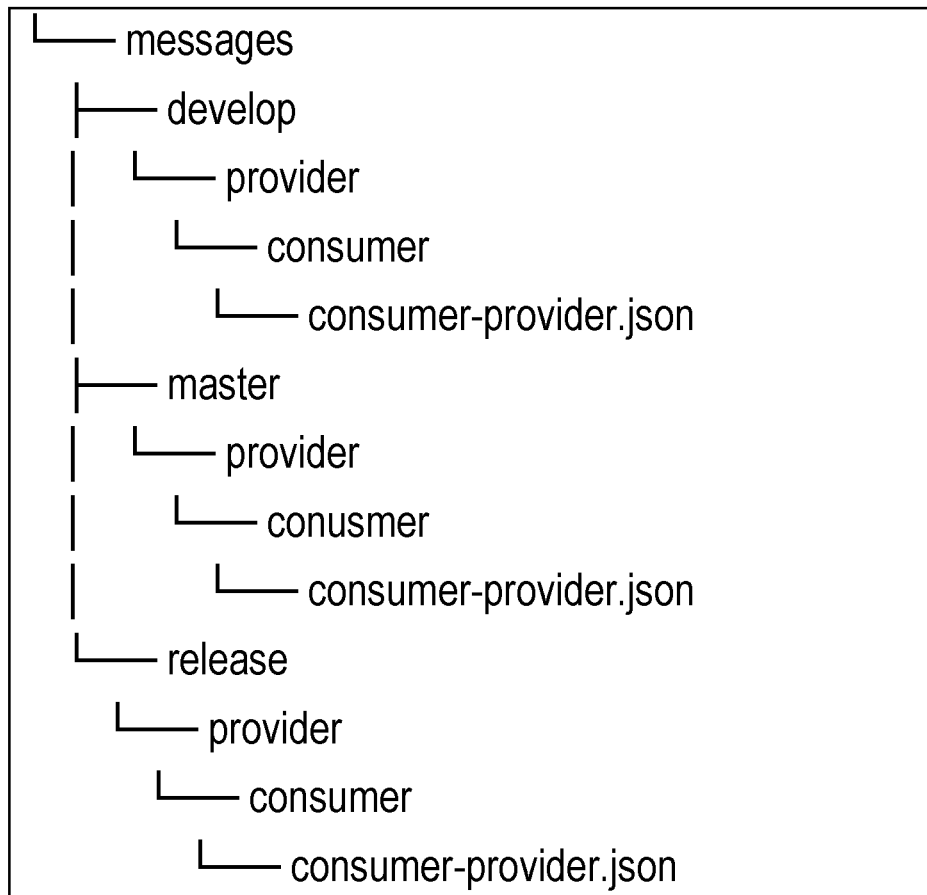 messages
develop
provider
consumer
consumer-provider.json
master
provider
conusmer
consumer-provider.json
release
provider
consumer
consumer-provider.json